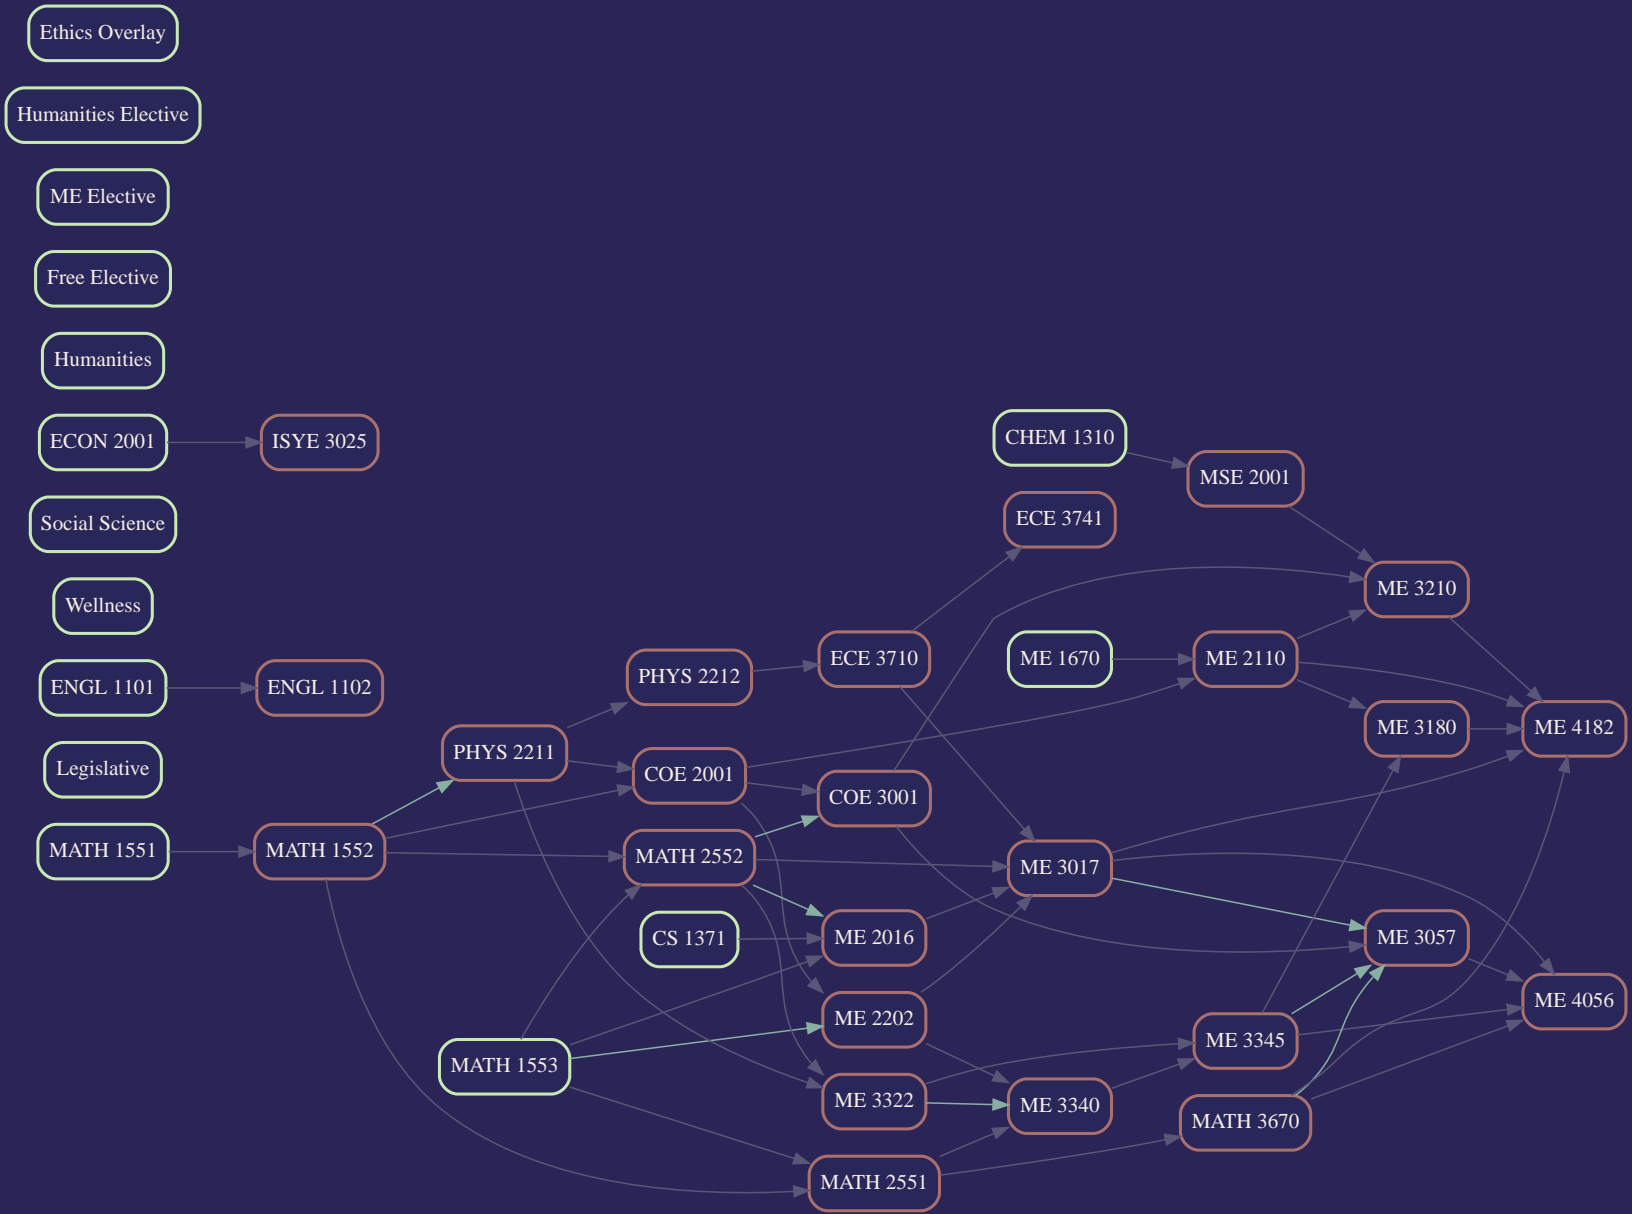 Ethics Overlay
Humanities Elective
ME Elective
Free Elective
Humanities
ECON 2001
ISYE 3025
CHEM 1310
MSE 2001
Social Science
ECE 3741
Wellness
ME 3210
ENGL 1101
ENGL 1102
PHYS 2212
ECE 3710
ME 1670
ME 2110
Legislative
PHYS 2211
COE 2001
COE 3001
ME 3180
ME 4182
MATH 1551
MATH 1552
MATH 2552
ME 3017
CS 1371
ME 2016
ME 3057
ME 2202
ME 3345
ME 4056
MATH 1553
ME 3322
ME 3340
MATH 3670
MATH 2551